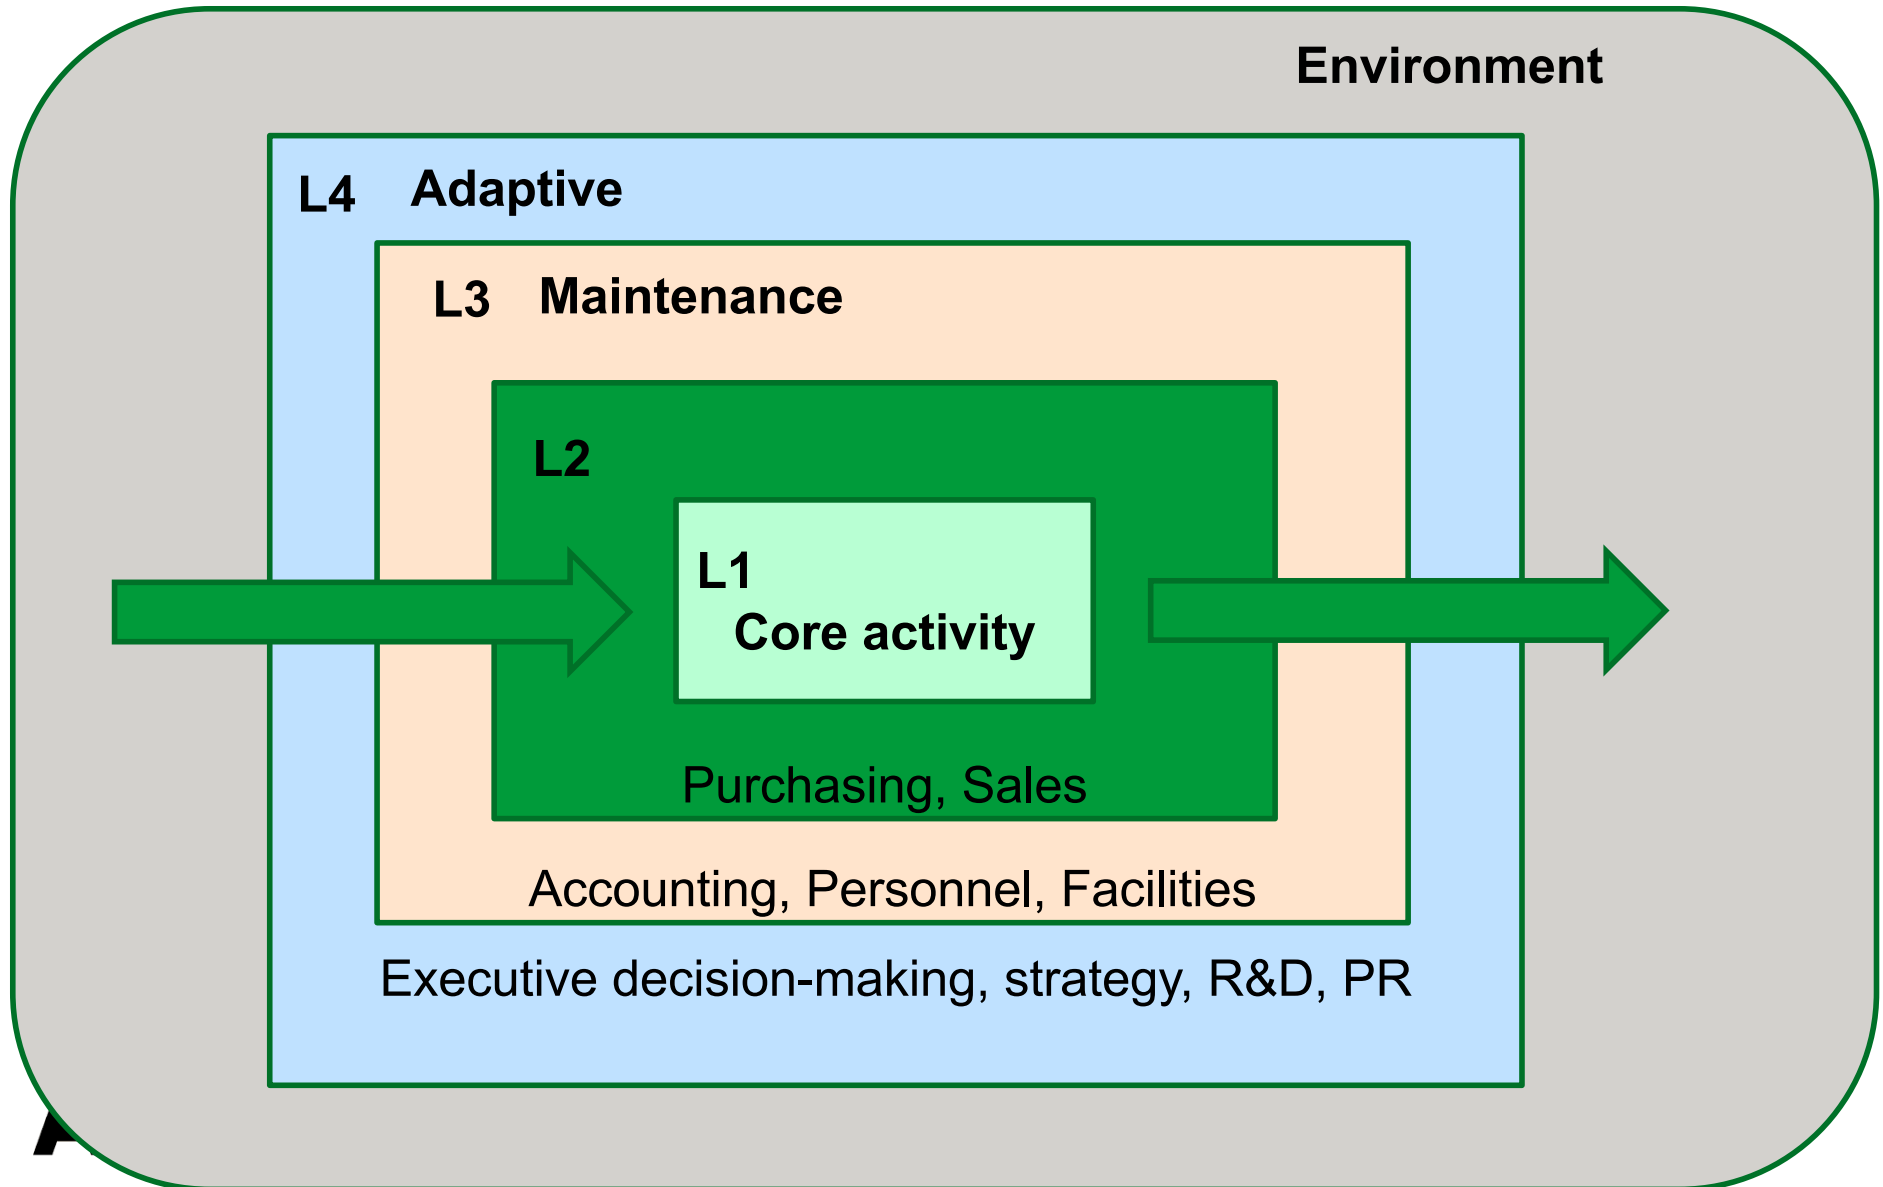 Environment
L4 Adaptive
L3 Maintenance
L2
L1
Core activity
Purchasing, Sales
Accounting, Personnel, Facilities
Executive decision-making, strategy, R&D, PR